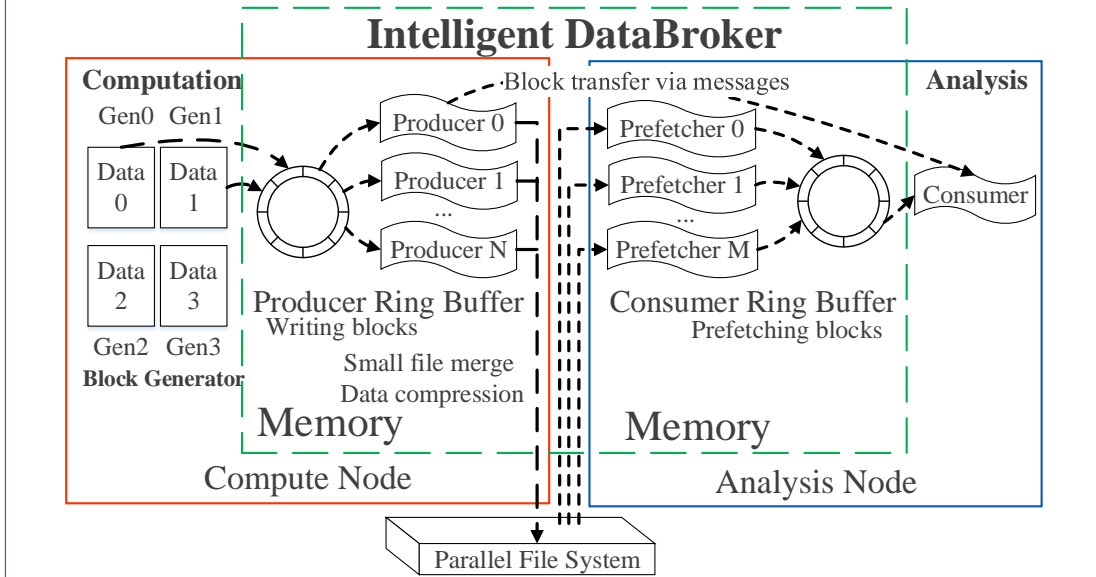 Intelligent DataBroker
Computation
Block transfer via messages
Analysis
Gen0 Gen1
Producer 0
Prefetcher 0
Data
0
Data
1
Producer 1
Prefetcher 1
Consumer
...
...
Producer N
Prefetcher M
Data
2
Data
3
Producer Ring Buffer
Writing blocks
Consumer Ring Buffer
Prefetching blocks
Gen2 Gen3
Block Generator
Small file merge
Data compression
Memory
Memory
Compute Node
Analysis Node
Parallel File System